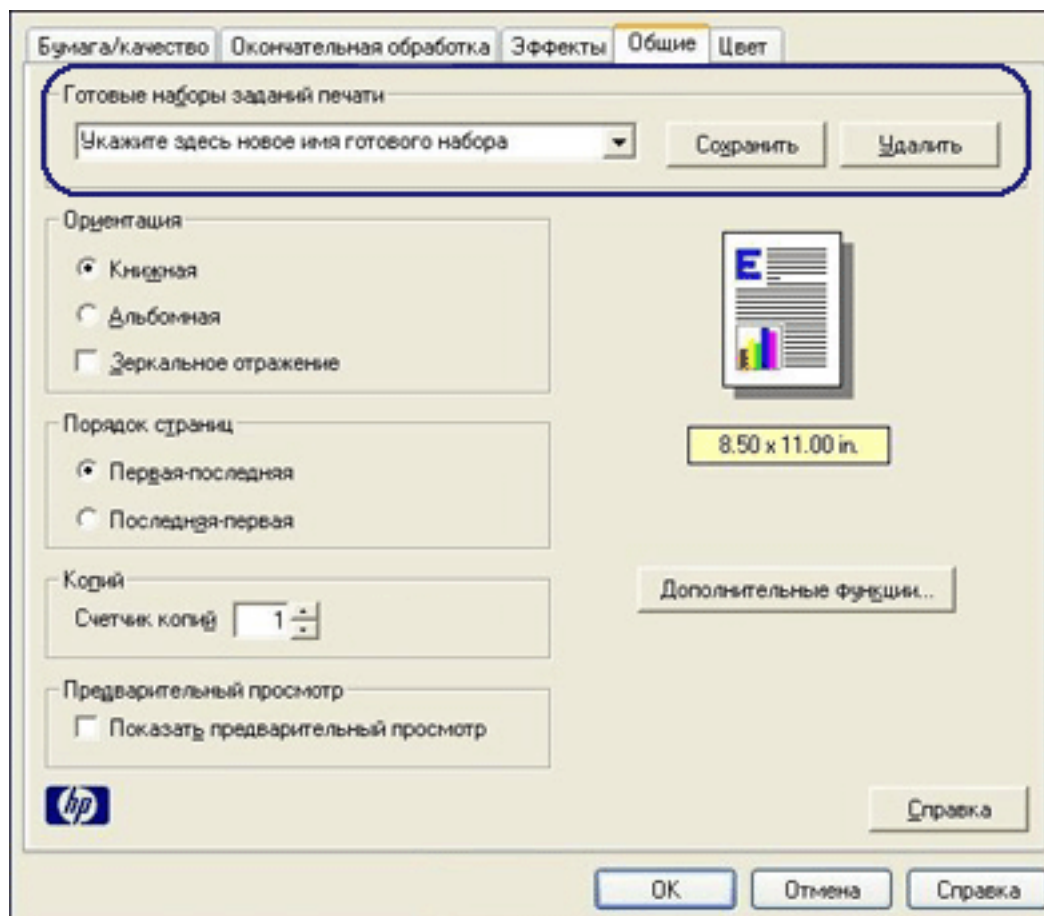 Бумага/качество Окончательная обработка Эффекты Общие Цвет
Готовые наборы заданий печати
Укажите здесь новое имя готового набора Сохранить Удалить
Ориентация
Книжная
Альбомная
Зеркальное отражение
E
8.50 x 11.00 in.
Порядок страниц
Первая-последняя
Последняя-первая
Дополнительные функции...
Копий
Счетчик копий 1
Предварительный просмотр
Показать предварительный просмотр
hp
Справка
OK Отмена Справка